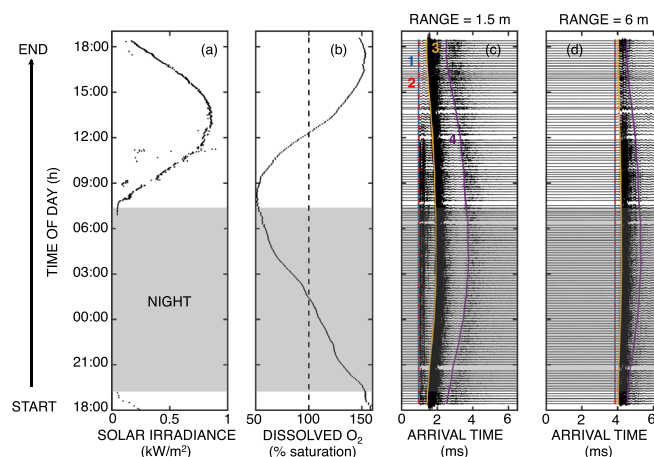 RANGE = 1.5 m
RANGE = 6 m
END
START
TIME OF DAY (h)
18:00
15:00
12:00
09:00
06:00
03:00
00:00
21:00
18:00
(a)
(b)
(c)
(d)
1
2
3
4
NIGHT
0 0.5 1
SOLAR IRRADIANCE
(kW/m²)
50 100 150
DISSOLVED O₂
(% saturation)
0 2 4 6
ARRIVAL TIME
(ms)
0 2 4 6
ARRIVAL TIME
(ms)